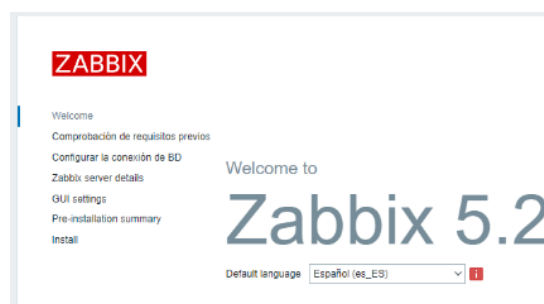 ZABBIX
Welcome
Comprobación de requisitos previos
Configurar la conexión de BD
Zabbix server details
GUI settings
Pre-installation summary
Install
Welcome to
Zabbix 5.2
Default language Español (es_ES)